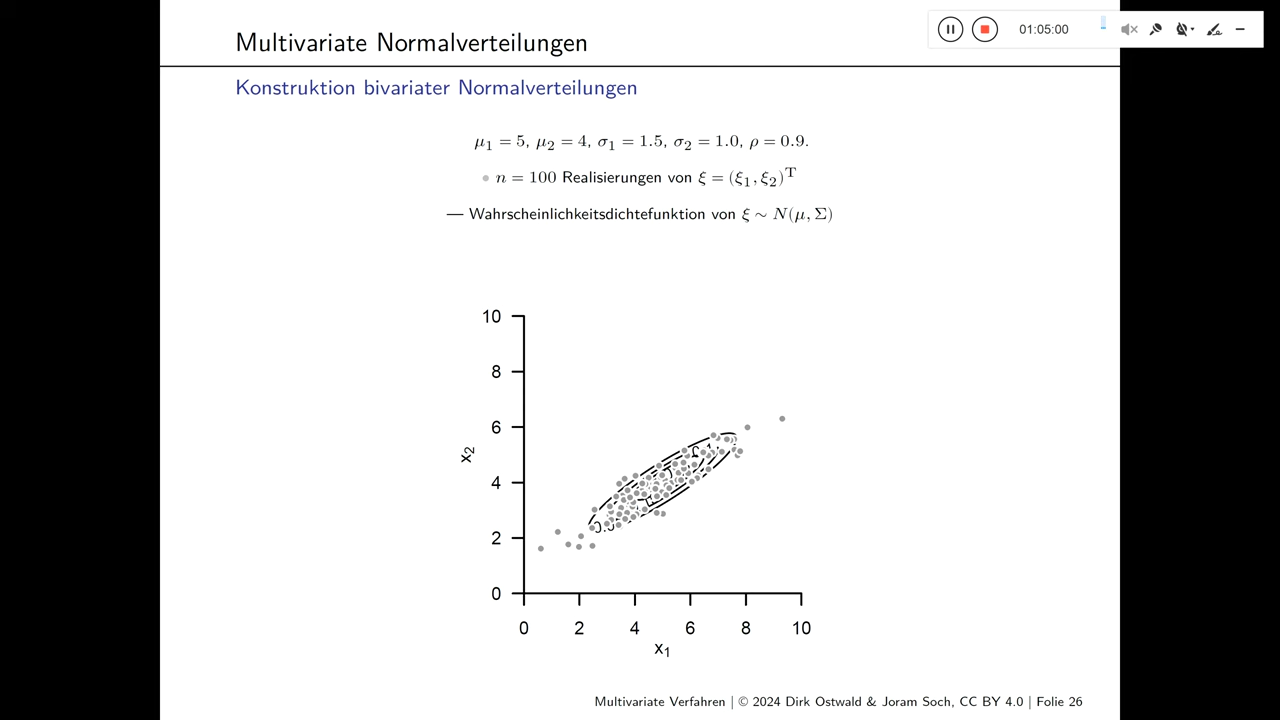 Multivariate Normalverteilungen
01:05:00
Konstruktion bivariater Normalverteilungen
μ₁ = 5, μ₂ = 4, σ₁ = 1.5, σ₂ = 1.0, ρ = 0.9.
n = 100 Realisierungen von ξ = (ξ₁, ξ₂)ᵀ
— Wahrscheinlichkeitsdichtefunktion von ξ ∼ N(μ, Σ)
10
8
6
4
2
0
x₂
0 2 4 6 8 10
x₁
Multivariate Verfahren | © 2024 Dirk Ostwald & Joram Soch, CC BY 4.0 | Folie 26